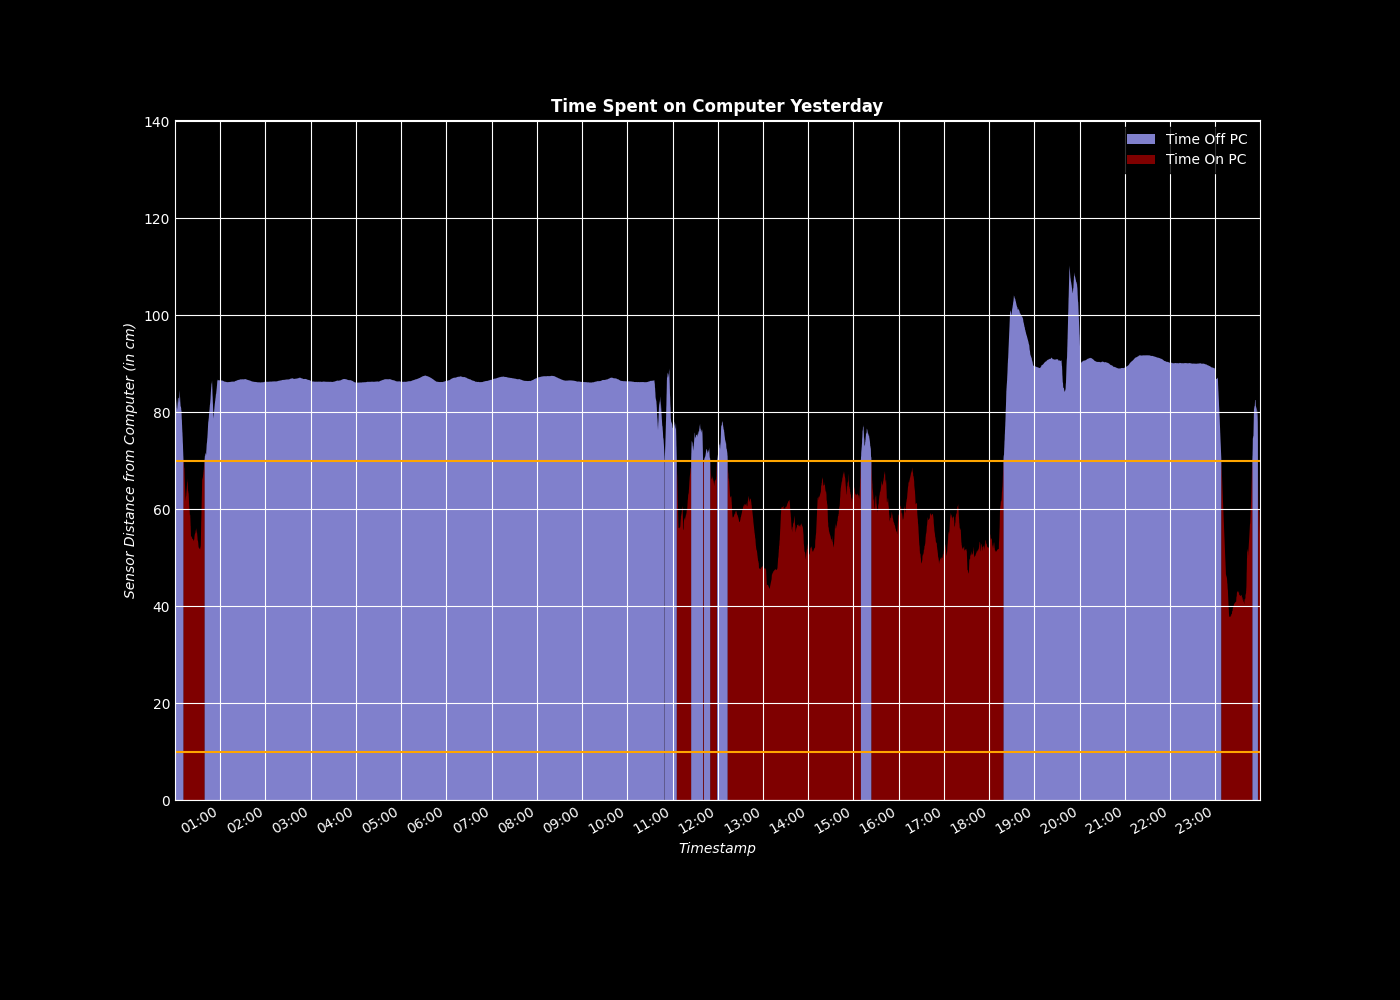 Time Spent on Computer Yesterday
Time Off PC
Time On PC
Sensor Distance from Computer (in cm)
140
120
100
80
60
40
20
0
01:00 02:00 03:00 04:00 05:00 06:00 07:00 08:00 09:00 10:00 11:00 12:00 13:00 14:00 15:00 16:00 17:00 18:00 19:00 20:00 21:00 22:00 23:00
Timestamp